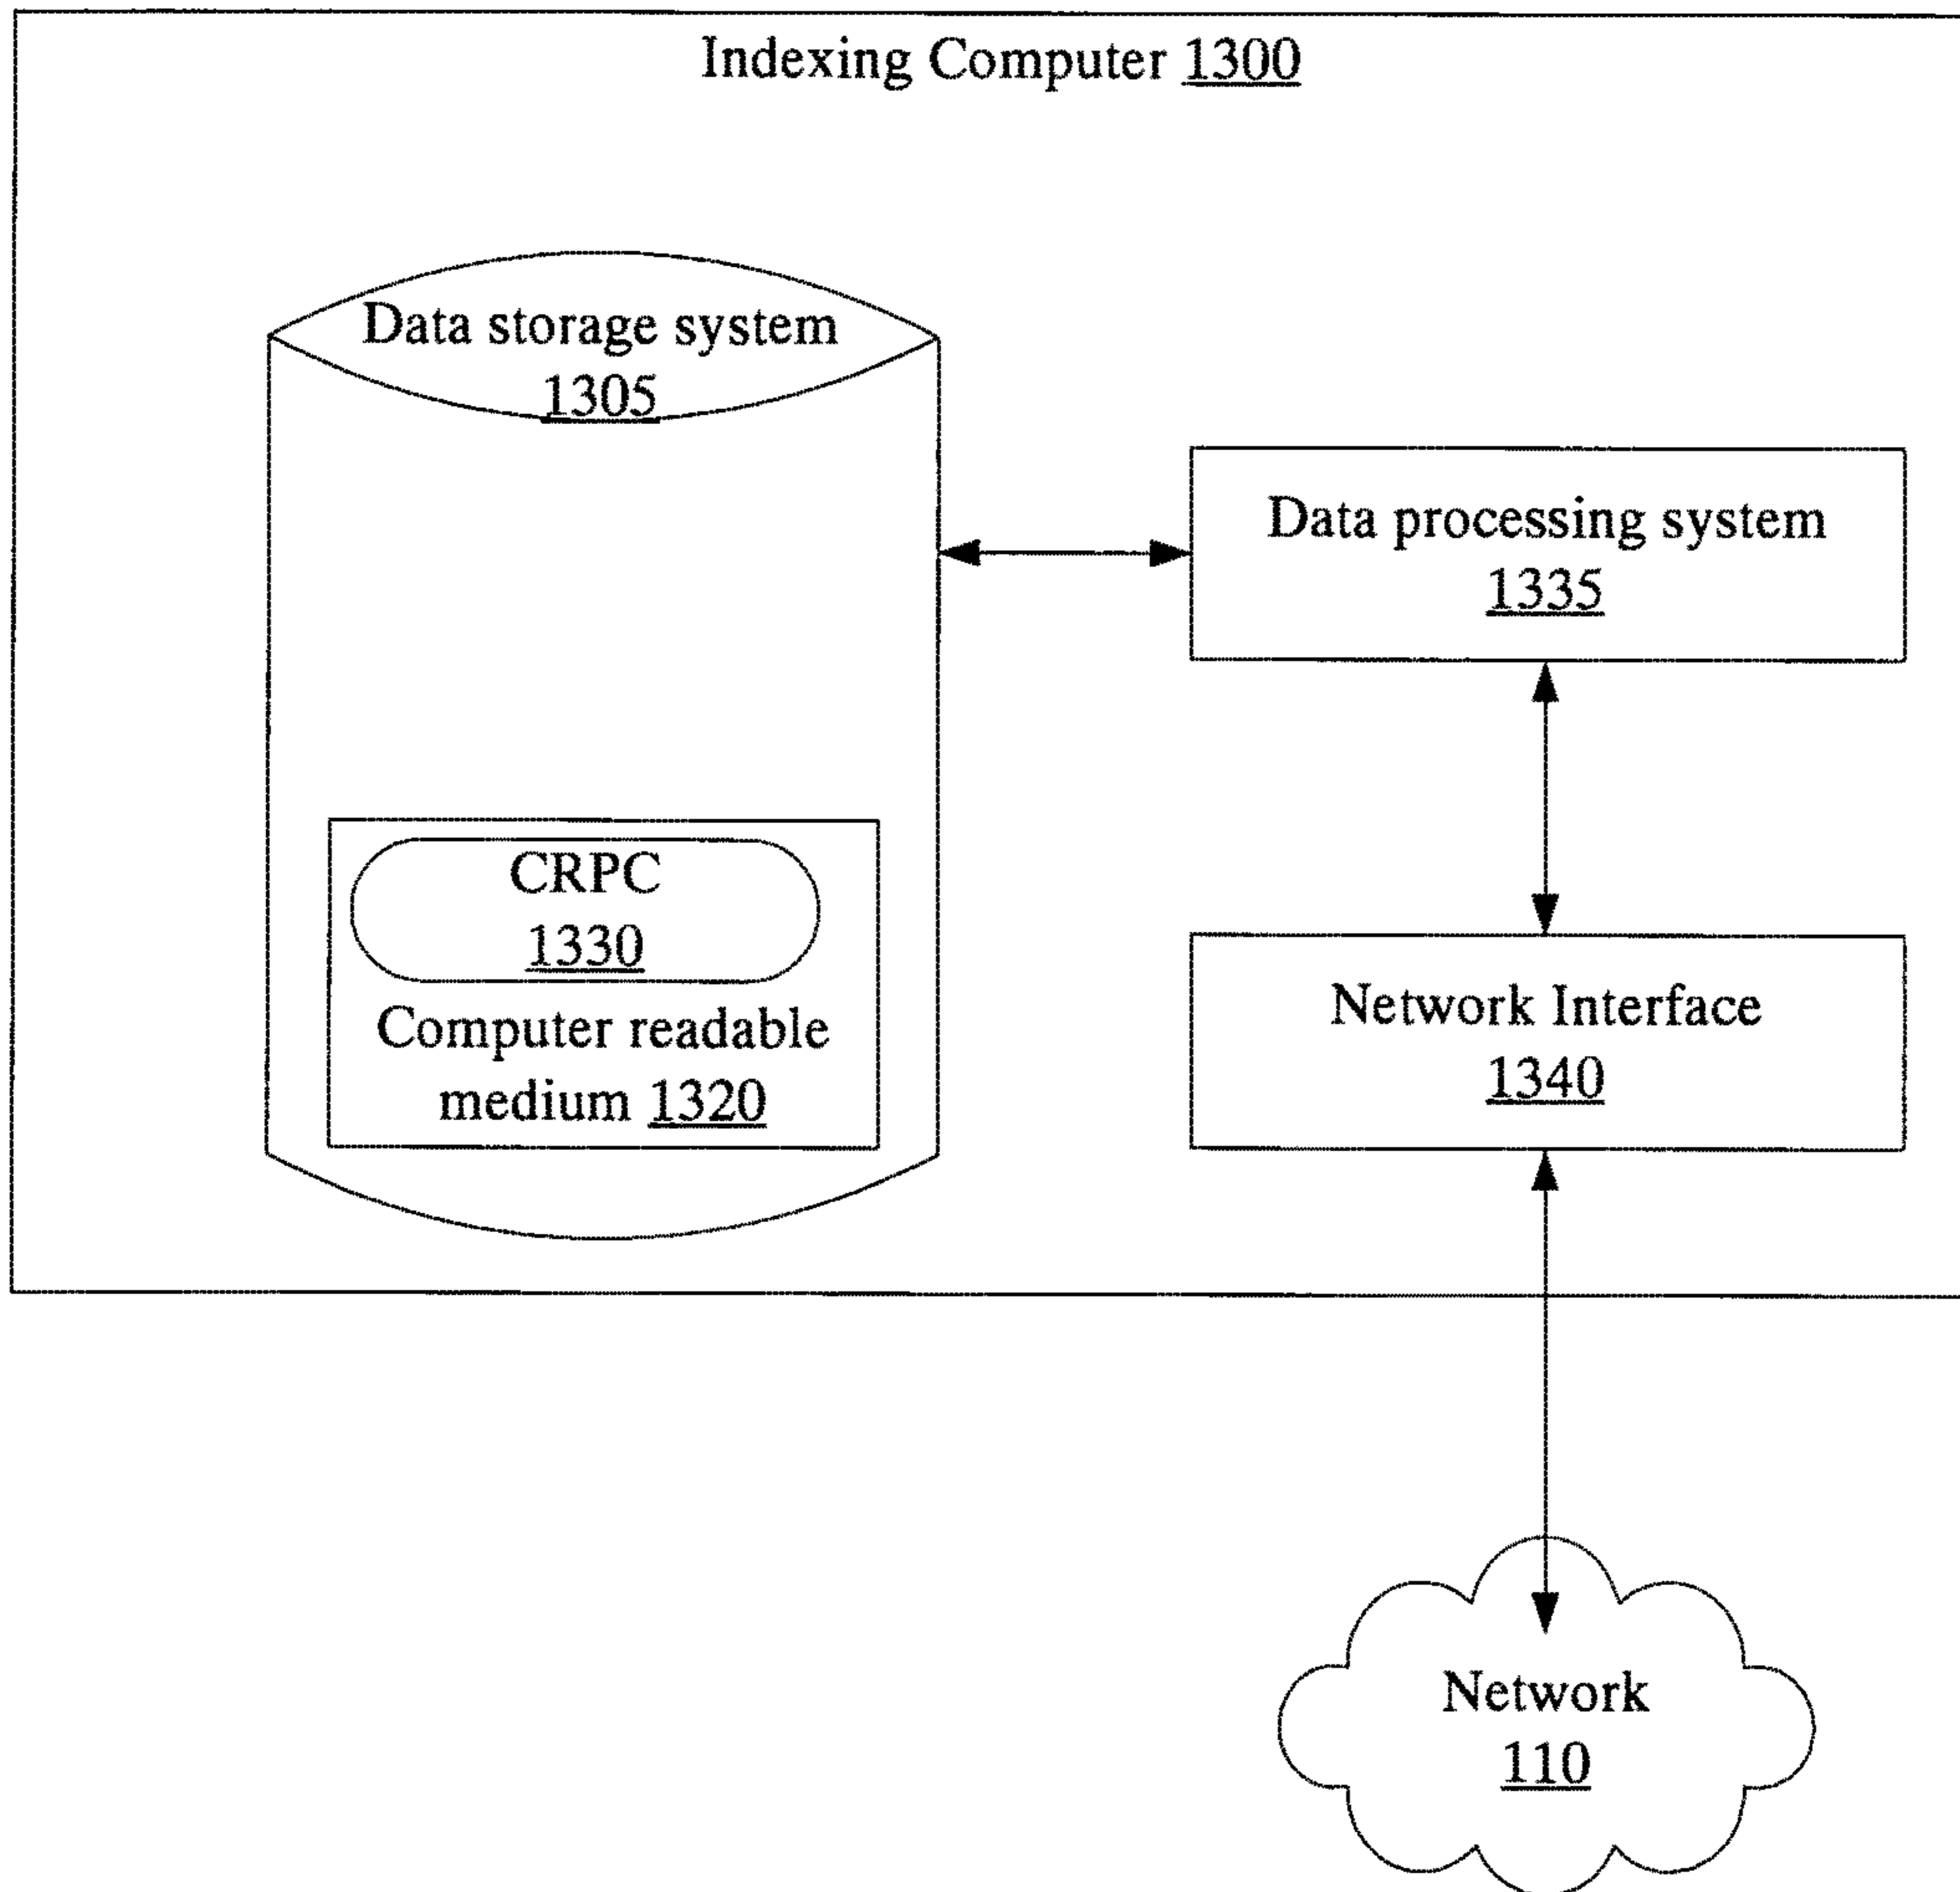 Indexing Computer 1300
Data storage system
1305
Data processing system
1335
CRPC
1330
Computer readable
medium 1320
Network Interface
1340
Network
110